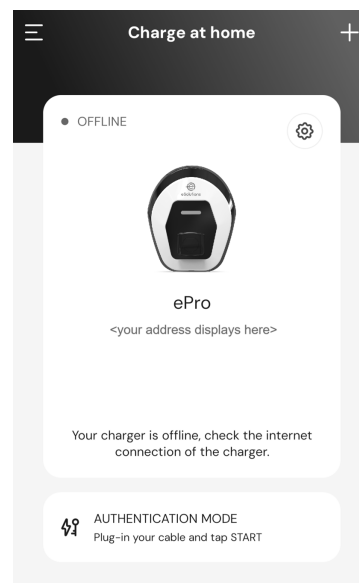 Charge at home
OFFLINE
ePro
<your address displays here>
Your charger is offline, check the internet
connection of the charger.
AUTHENTICATION MODE
Plug-in your cable and tap START